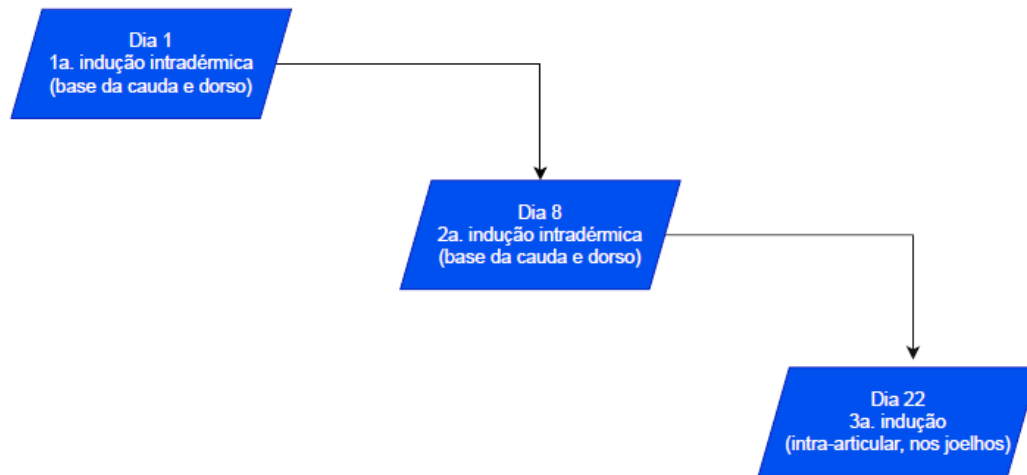 Dia 1
1a. indução intradérmica
(base da cauda e dorso)
Dia 8
2a. indução intradérmica
(base da cauda e dorso)
Dia 22
3a. indução
(intra-articular, nos joelhos)